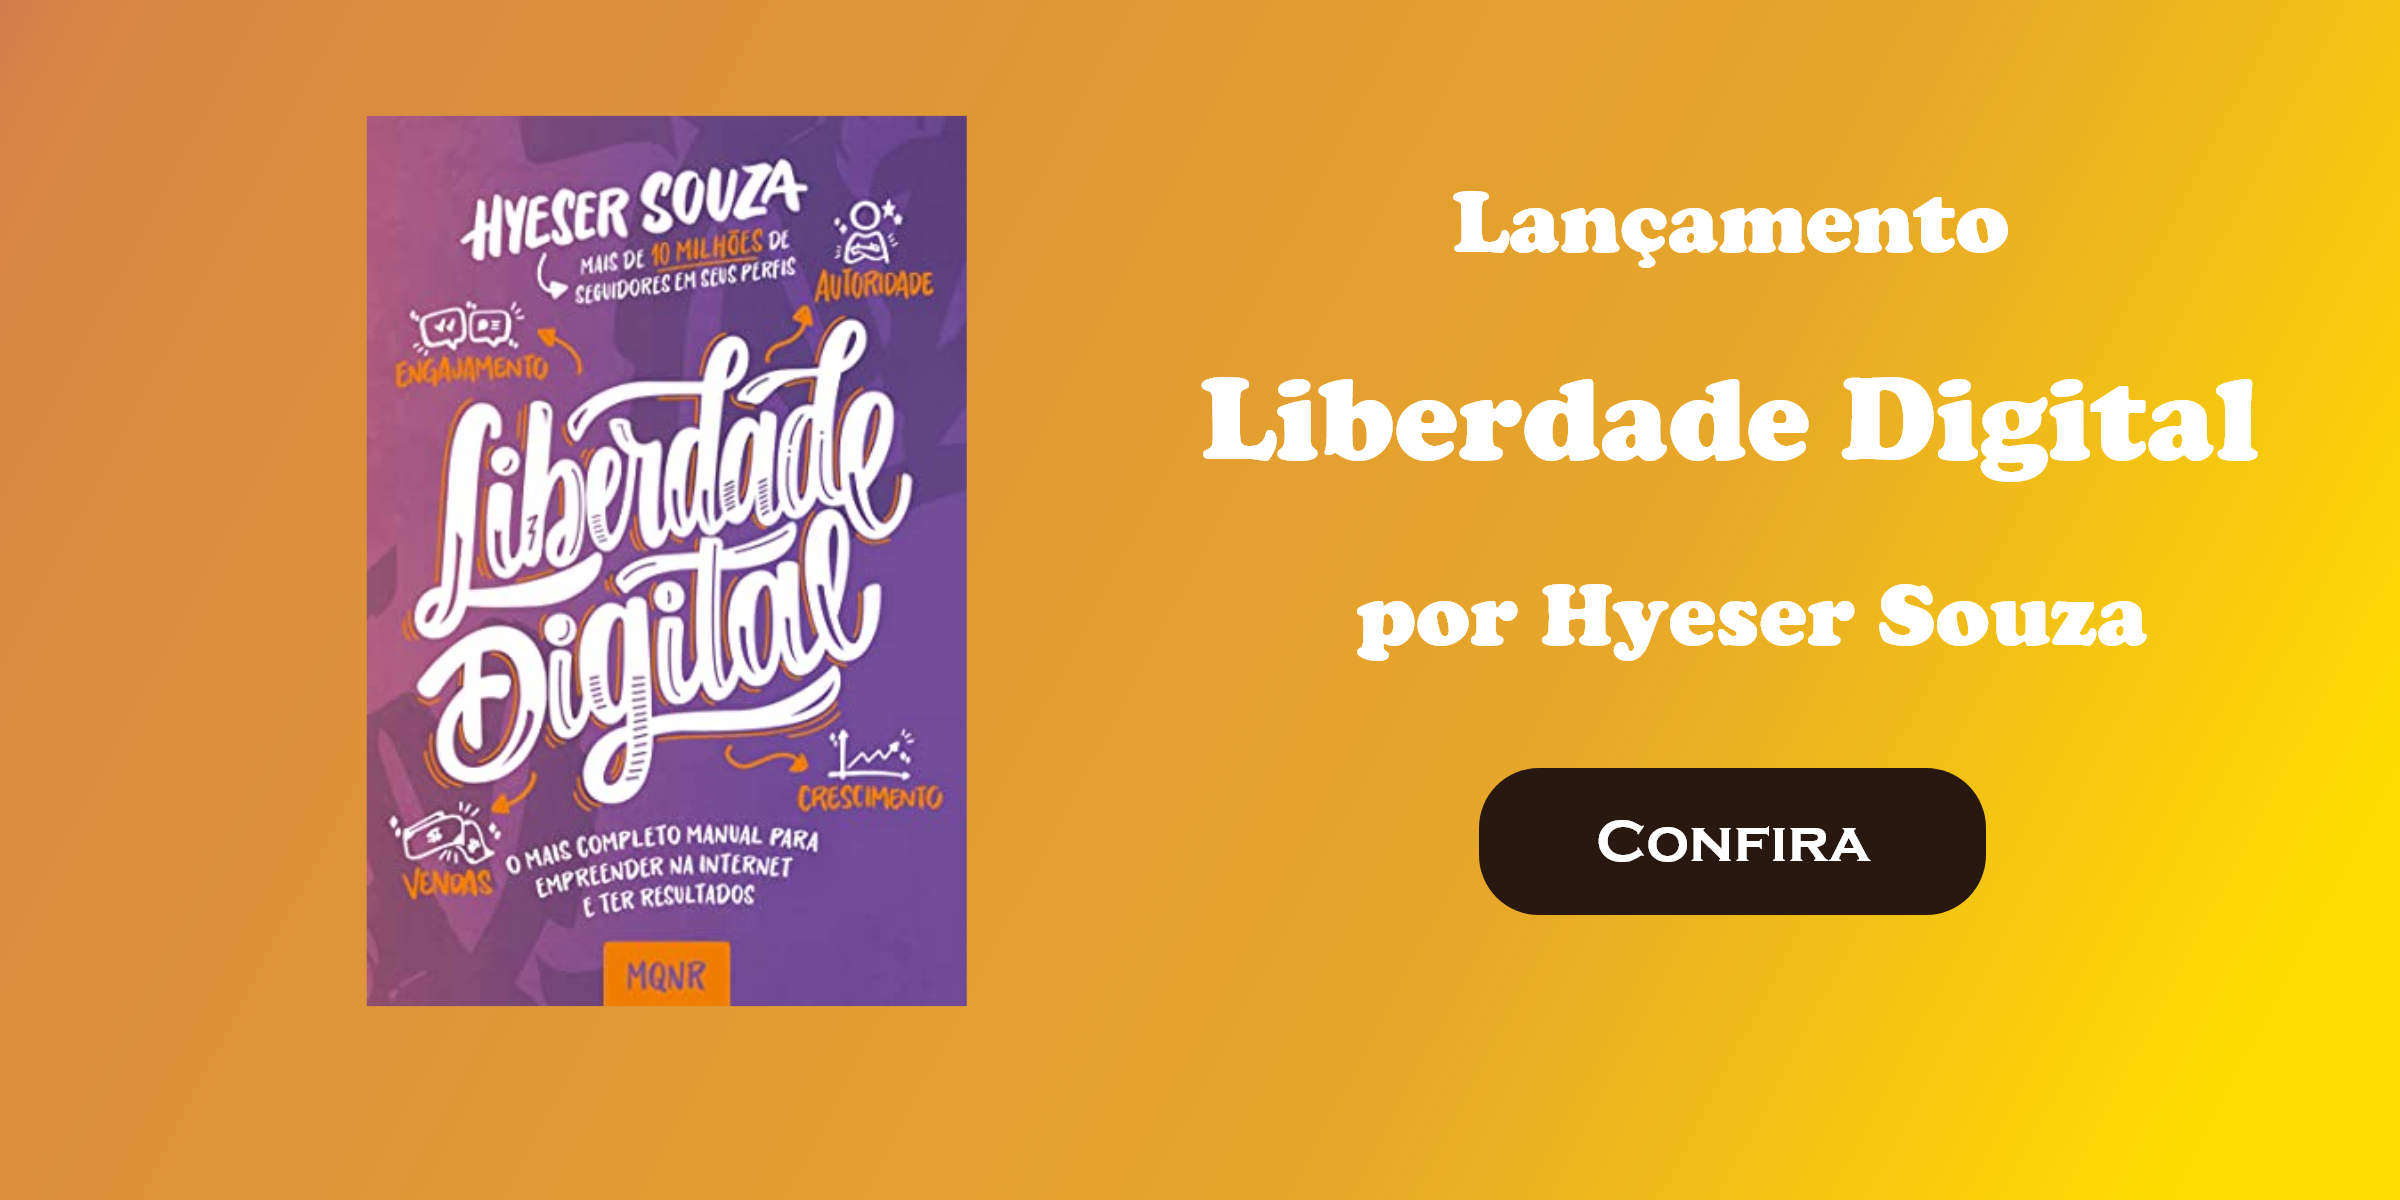 HYESER SOUZA
MAIS DE 10 MILHÕES DE
SEGUIDORES EM SEUS PERFIS
AUTORIDADE
ENGAJAMENTO
Liberdade
Digital
CRESCIMENTO
VENDAS
O MAIS COMPLETO MANUAL PARA
EMPREENDER NA INTERNET
E TER RESULTADOS
MQNR
Lançamento
Liberdade Digital
por Hyeser Souza
CONFIRA